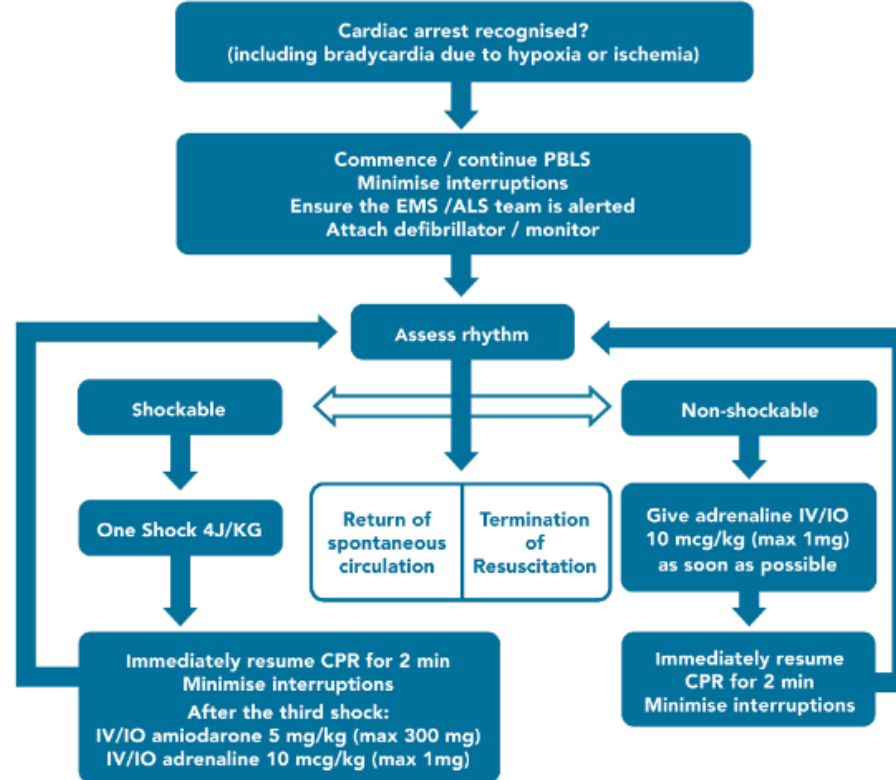 Cardiac arrest recognised?
(including bradycardia due to hypoxia or ischemia)
Commence / continue PBLS
Minimise interruptions
Ensure the EMS /ALS team is alerted
Attach defibrillator / monitor
Assess rhythm
Shockable
Non-shockable
One Shock 4J/KG
Return of
spontaneous
circulation
Termination
of
Resuscitation
Give adrenaline IV/IO
10 mcg/kg (max 1mg)
as soon as possible
Immediately resume CPR for 2 min
Minimise interruptions
After the third shock:
IV/IO amiodarone 5 mg/kg (max 300 mg)
IV/IO adrenaline 10 mcg/kg (max 1mg)
Immediately resume
CPR for 2 min
Minimise interruptions